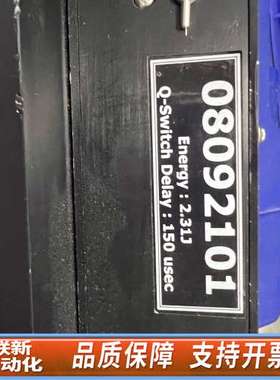 08092101
Energy : 2.31J
Q-Switch Delay : 150 usec
联新
动化
品质保障 支持开票